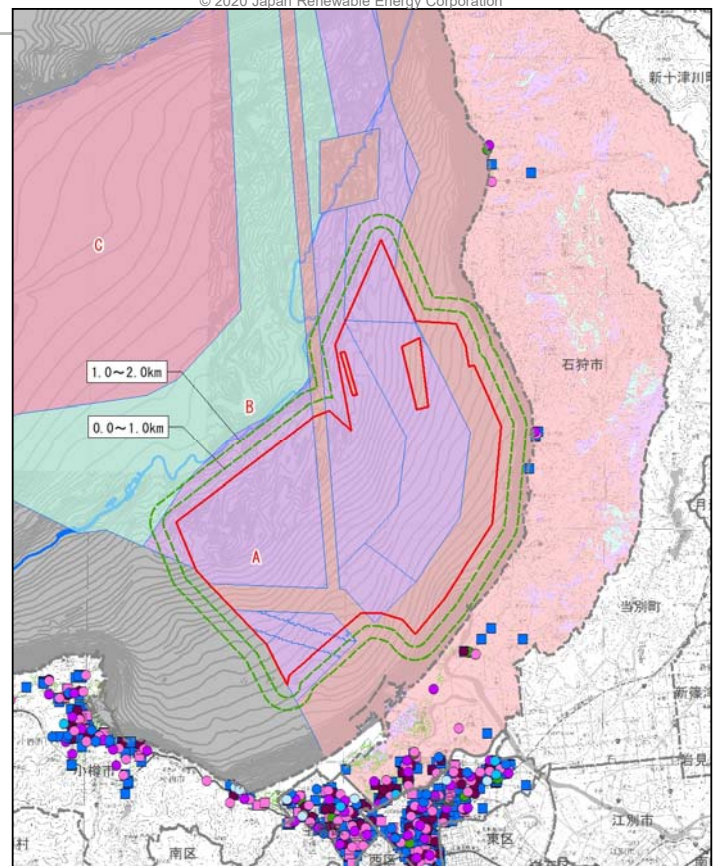 © 2020 Japan Renewable Energy Corporation
新十津川町
C
石狩市
1.0～2.0km
B
0.0～1.0km
A
当別町
小樽市
江別市
東区
南区
西区
村